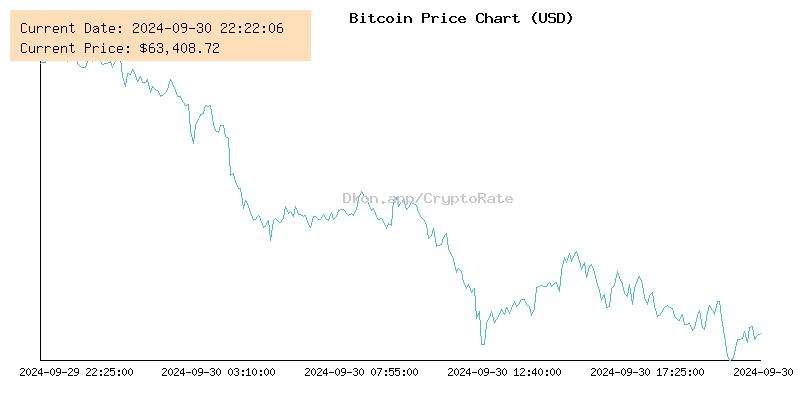 Bitcoin Price Chart (USD)
Current Date: 2024-09-30 22:22:06
Current Price: $63,408.72
Dkon.app/CryptoRate
2024-09-29 22:25:00 2024-09-30 03:10:00 2024-09-30 07:55:00 2024-09-30 12:40:00 2024-09-30 17:25:00 2024-09-30